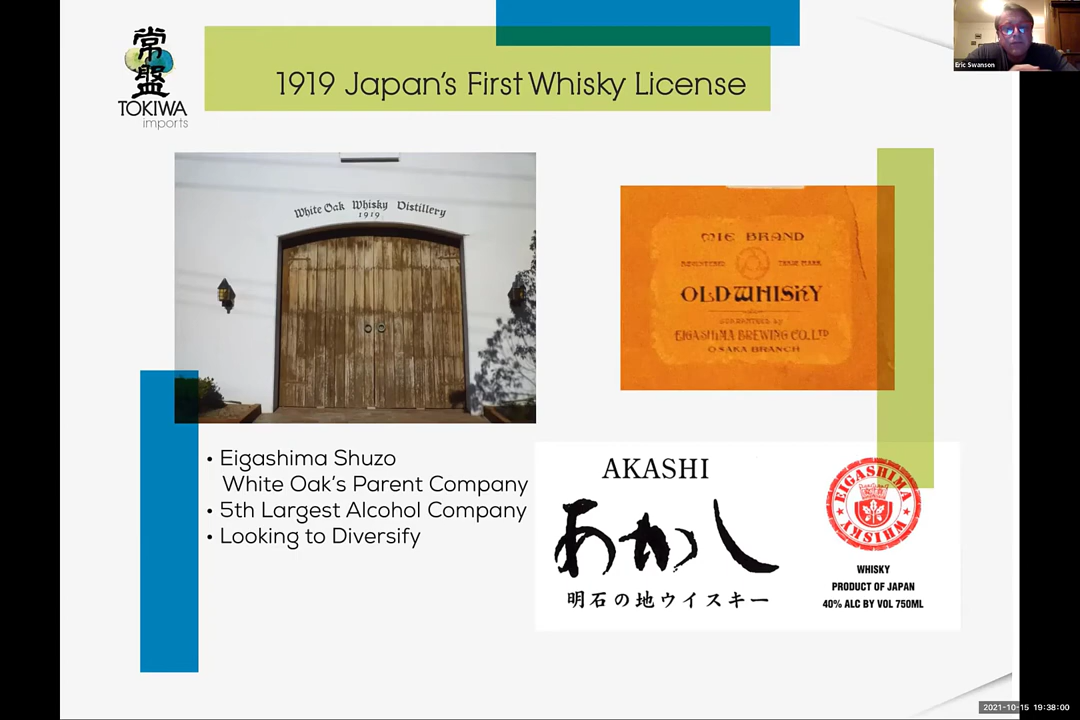 常
盤
TOKIWA
imports
1919 Japan's First Whisky License
Eric Swanson
White Oak Whisky Distillery
1919
MIE BRAND
REGISTERED TRADE MARK
OLD WHISKY
GUARANTEED by
EIGASHIMA BREWING CO. LTD
OSAKA BRANCH
• Eigashima Shuzo
White Oak's Parent Company
• 5th Largest Alcohol Company
• Looking to Diversify
AKASHI
あかし
明石の地ウイスキー
EIGASHIMA
WHISKY
WHISKY
PRODUCT OF JAPAN
40% ALC BY VOL 750ML
2021-10-15 19:38:00